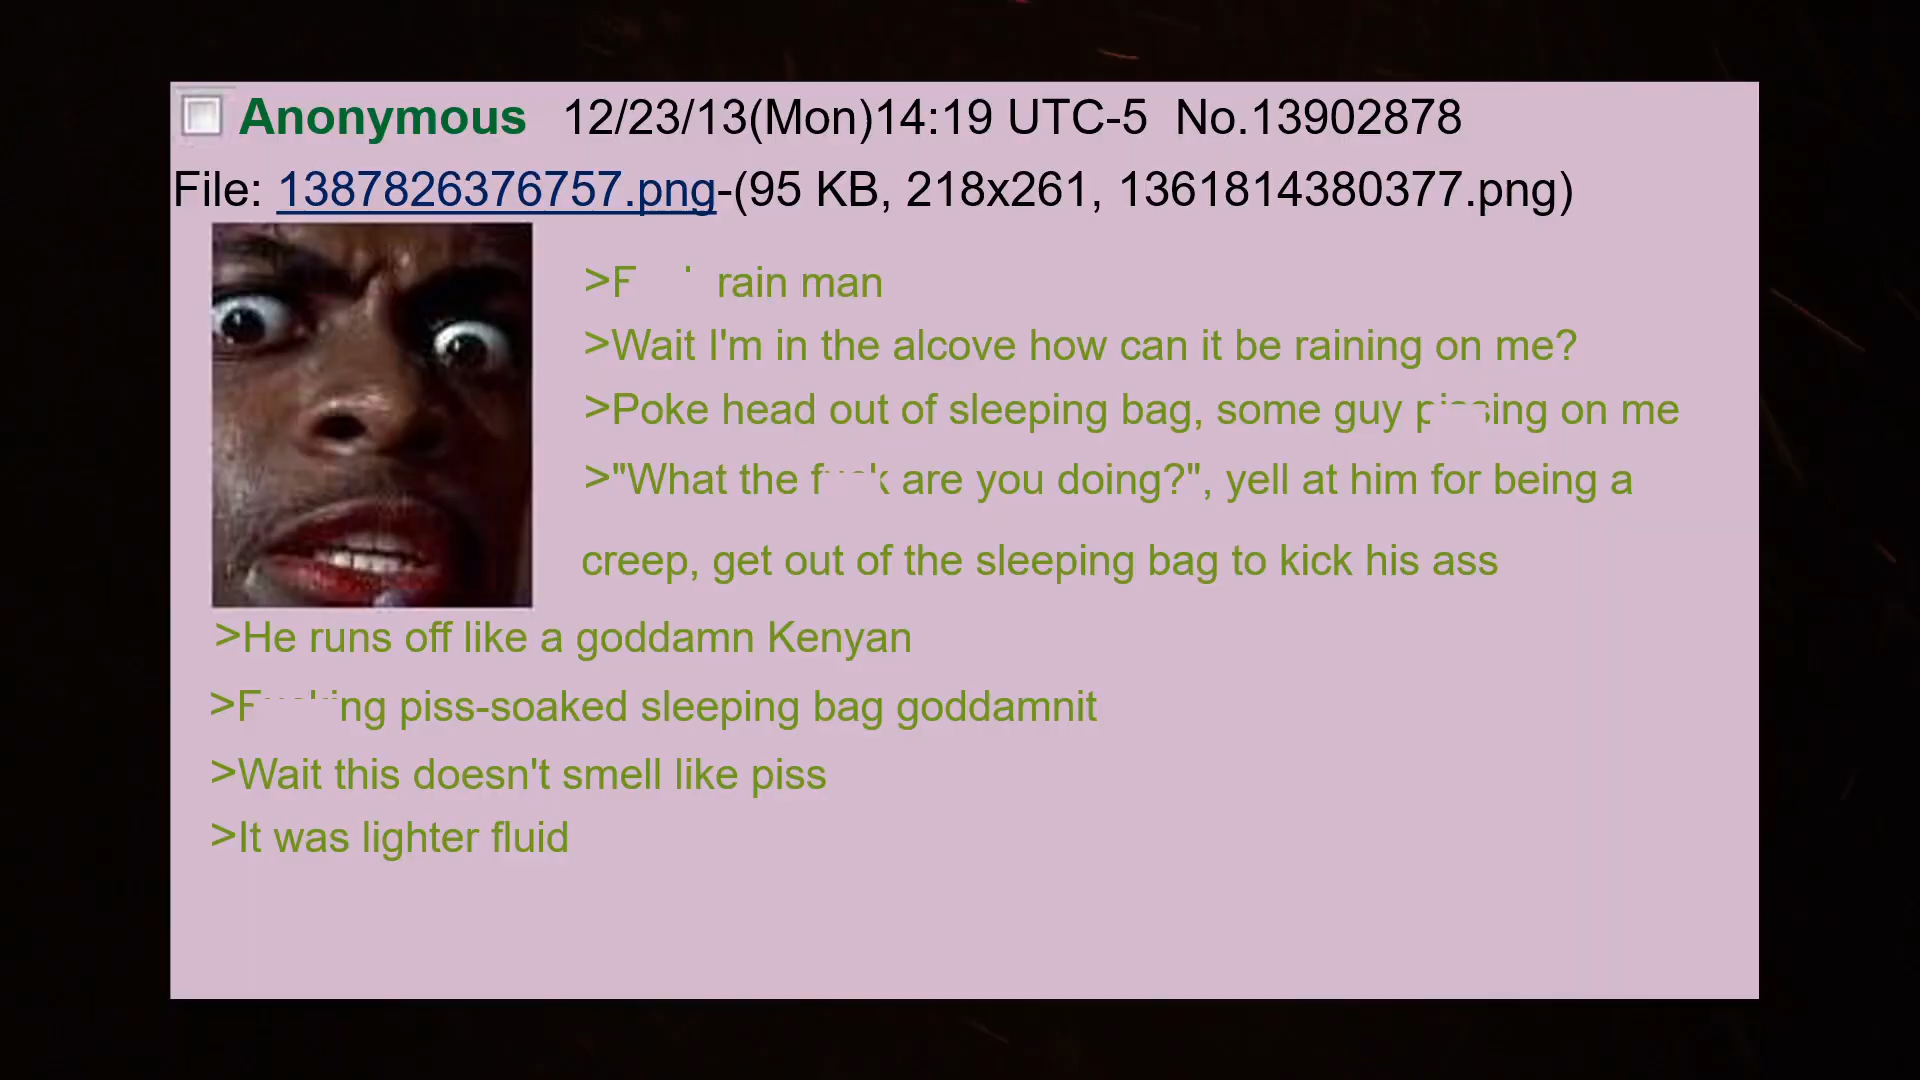 Anonymous 12/23/13(Mon)14:19 UTC-5 No.13902878
File: 1387826376757.png-(95 KB, 218x261, 1361814380377.png)
>F rain man
>Wait I'm in the alcove how can it be raining on me?
>Poke head out of sleeping bag, some guy pissing on me
>"What the f k are you doing?", yell at him for being a
creep, get out of the sleeping bag to kick his ass
>He runs off like a goddamn Kenyan
>F ng piss-soaked sleeping bag goddamnit
>Wait this doesn't smell like piss
>It was lighter fluid